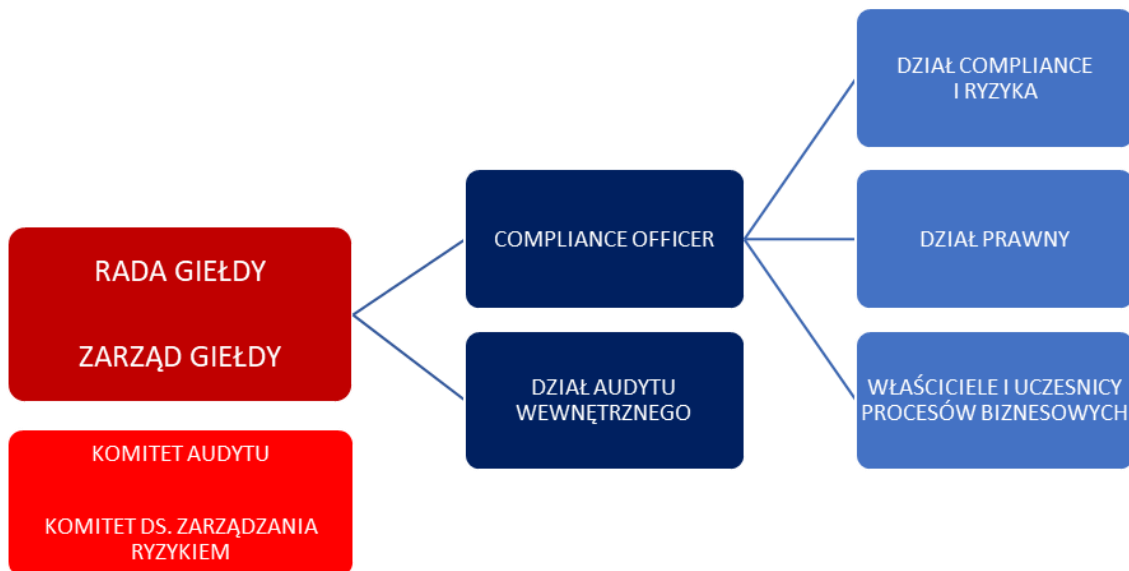 RADA GIEŁDY
ZARZĄD GIEŁDY
KOMITET AUDYTU
KOMITET DS. ZARZĄDZANIA
RYZYKIEM
COMPLIANCE OFFICER
DZIAŁ AUDYTU
WEWNĘTRZNEGO
DZIAŁ COMPLIANCE
I RYZYKA
DZIAŁ PRAWNY
WŁAŚCICIELE I UCZESNICY
PROCESÓW BIZNESOWYCH